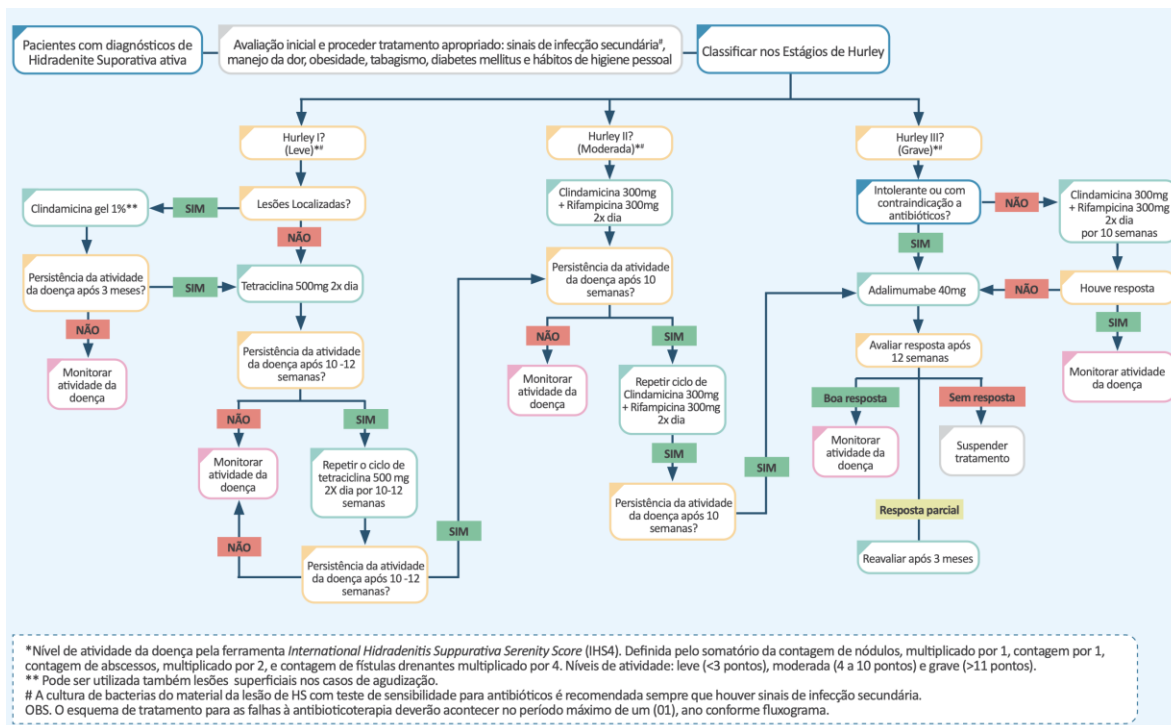 Pacientes com diagnósticos de
Hidradenite Suporativa ativa
Avaliação inicial e proceder tratamento apropriado: sinais de infecção secundária#,
manejo da dor, obesidade, tabagismo, diabetes mellitus e hábitos de higiene pessoal
Classificar nos Estágios de Hurley
Hurley I?
(Leve)*#
Lesões Localizadas?
SIM
Clindamicina gel 1%**
NÃO
Persistência da atividade
da doença após 3 meses?
SIM
Tetraciclina 500mg 2x dia
NÃO
Monitorar
atividade da
doença
Persistência da atividade
da doença após 10 -12
semanas?
NÃO
SIM
Monitorar
atividade da
doença
Repetir o ciclo de
tetraciclina 500 mg
2X dia por 10-12
semanas
NÃO
Persistência da atividade
da doença após 10 -12
semanas?
SIM
Hurley II?
(Moderada)*#
Clindamicina 300mg
+ Rifampicina 300mg
2x dia
Persistência da atividade
da doença após 10
semanas?
NÃO
SIM
Monitorar
atividade da
doença
Repetir ciclo de
Clindamicina 300mg
+ Rifampicina 300mg
2x dia
SIM
Persistência da atividade
da doença após 10
semanas?
SIM
Hurley III?
(Grave)*#
Intolerante ou com
contraindicação a
antibióticos?
NÃO
Clindamicina 300mg
+ Rifampicina 300mg
2x dia
por 10 semanas
SIM
Adalimumabe 40mg
NÃO
Houve resposta
SIM
Monitorar atividade
da doença
Avaliar resposta após
12 semanas
Boa resposta
Sem resposta
Monitorar
atividade da
doença
Suspender
tratamento
Resposta parcial
Reavaliar após 3 meses
*Nível de atividade da doença pela ferramenta International Hidradenitis Suppurativa Serenity Score (IHS4). Definida pelo somatório da contagem de nódulos, multiplicado por 1, contagem por 1,
contagem de abscessos, multiplicado por 2, e contagem de fístulas drenantes multiplicado por 4. Níveis de atividade: leve (<3 pontos), moderada (4 a 10 pontos) e grave (>11 pontos).
** Pode ser utilizada também lesões superficiais nos casos de agudização.
# A cultura de bacterias do material da lesão de HS com teste de sensibilidade para antibióticos é recomendada sempre que houver sinais de infecção secundária.
OBS. O esquema de tratamento para as falhas à antibioticoterapia deverão acontecer no período máximo de um (01), ano conforme fluxograma.